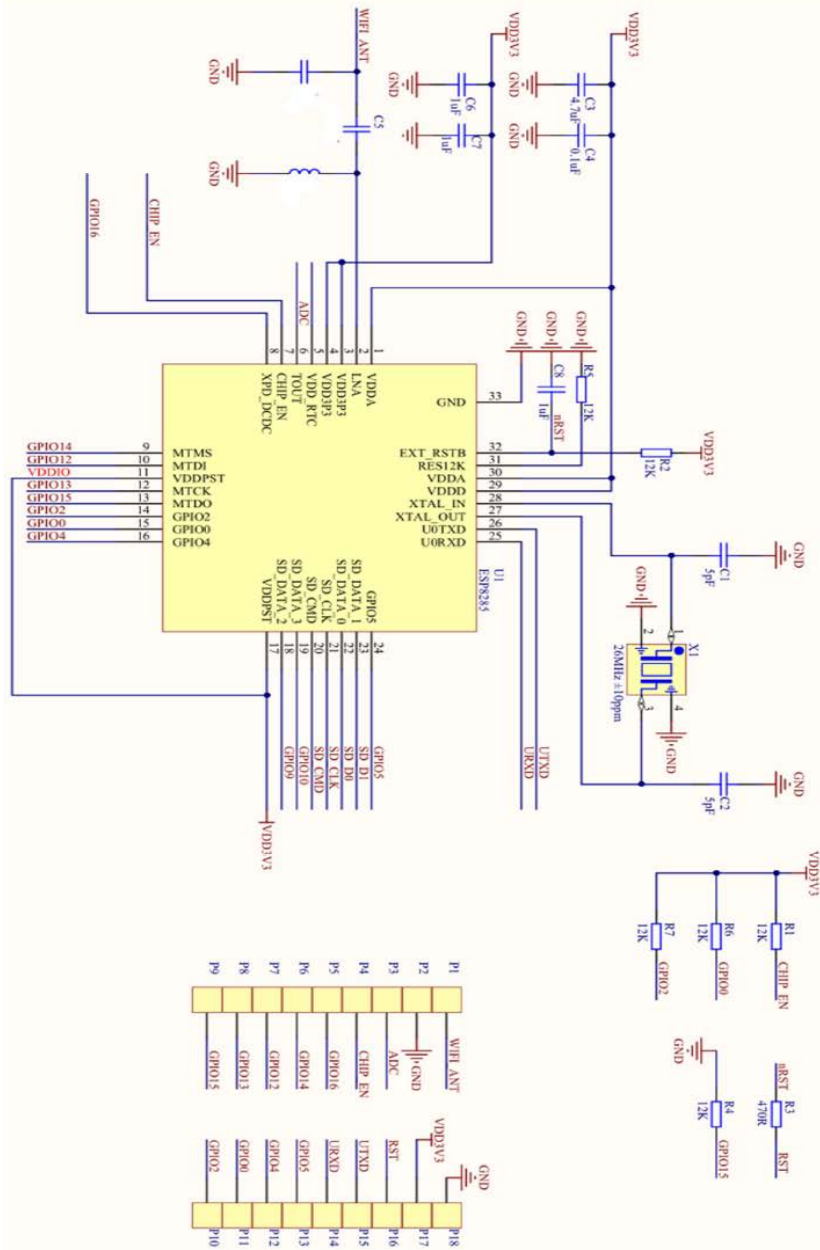 WIFI_ANT
GND
C5
GND
VDD3V3
GND
C6
1uF
C7
1uF
VDD3V3
GND
C3
4.7uF
GND
C4
0.1uF
GPIO16
CHIP_EN
ADC
8
7
6
5
4
3
2
1
XPD_DCDC
CHIP_EN
TOUT
VDD_RTC
VDD3P3
VDD3P3
LNA
VDDA
GND
GND
GND
C8
1uF
nRST
R5
12K
GND 33
EXT_RSTB 32
RES12K 31
VDDA 30
VDDD 29
XTAL_IN 28
XTAL_OUT 27
U0TXD 26
U0RXD 25
R2
12K
VDD3V3
GPIO14 9 MTMS
GPIO12 10 MTDI
VDDIO 11 VDDPST
GPIO13 12 MTCK
GPIO15 13 MTDO
GPIO2 14 GPIO2
GPIO0 15 GPIO0
GPIO4 16 GPIO4
U1
ESP8285
VDDPST
SD_DATA_2
SD_DATA_3
SD_CMD
SD_CLK
SD_DATA_0
SD_DATA_1
GPIO5
17
18
19
20
21
22
23
24
GPIO9
GPIO10
SD_CMD
SD_CLK
SD_D0
SD_D1
GPIO5
VDD3V3
URXD
UTXD
C1
5pF
GND
GND
2
1
X1
26MHz ±10ppm
3
4
GND
C2
5pF
GND
VDD3V3
R7
12K
GPIO2
R6
12K
GPIO0
R1
12K
CHIP_EN
GND
R4
12K
GPIO15
nRST
R3
470R
RST
P9
P8
P7
P6
P5
P4
P3
P2
P1
GPIO15
GPIO13
GPIO12
GPIO14
GPIO16
CHIP_EN
ADC
GND
WIFI_ANT
GPIO2
GPIO0
GPIO4
GPIO5
URXD
UTXD
RST
VDD3V3
GND
P10
P11
P12
P13
P14
P15
P16
P17
P18